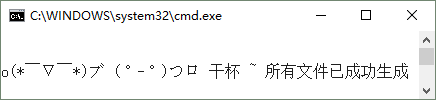 C:\WINDOWS\system32\cmd.exe
o(*￣▽￣*)ブ ( ° - ° )つロ 干杯 ~ 所有文件已成功生成